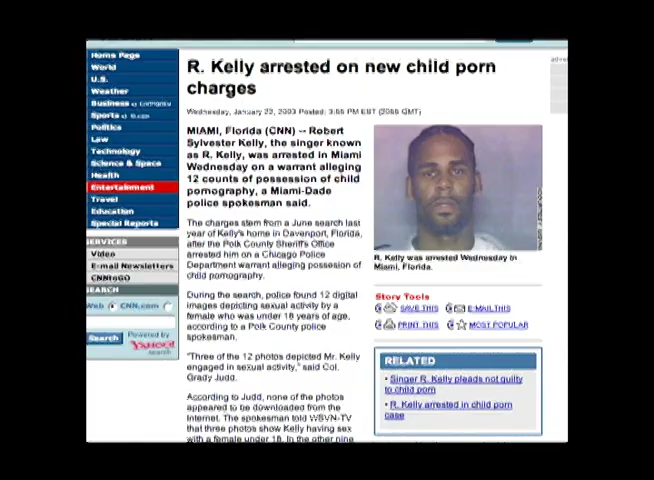 Home Page
World
U.S.
Weather
Business
Sports
Politics
Law
Technology
Science & Space
Health
Entertainment
Travel
Education
Special Reports
SERVICES
Video
E-mail Newsletters
CNNtoGO
SEARCH
Web CNN.com
Search
Powered by
YAHOO!
search
R. Kelly arrested on new child porn
charges
Wednesday, January 22, 2003 Posted: 3:55 PM EST (2055 GMT)
MIAMI, Florida (CNN) -- Robert
Sylvester Kelly, the singer known
as R. Kelly, was arrested in Miami
Wednesday on a warrant alleging
12 counts of possession of child
pornography, a Miami-Dade
police spokesman said.
The charges stem from a June search last
year of Kelly's home in Davenport, Florida,
after the Polk County Sheriff's Office
arrested him on a Chicago Police
Department warrant alleging possesion of
child pornography.
During the search, police found 12 digital
images depicting sexual activity by a
female who was under 18 years of age,
according to a Polk County police
spokesman.
"Three of the 12 photos depicted Mr. Kelly
engaged in sexual activity," said Col.
Grady Judd.
According to Judd, none of the photos
appeared to be downloaded from the
Internet. The spokesman told WSVN-TV
that three photos show Kelly having sex
with a female under 18. In the other nine
R. Kelly was arrested Wednesday in
Miami, Florida.
Story Tools
SAVE THIS E-MAIL THIS
PRINT THIS MOST POPULAR
RELATED
• Singer R. Kelly pleads not guilty
to child porn
• R. Kelly arrested in child porn
case